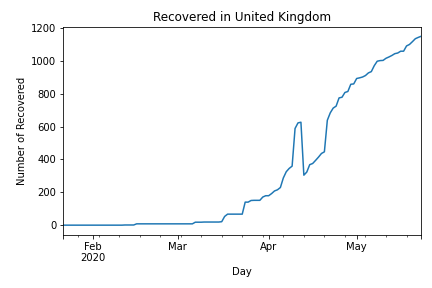 Recovered in United Kingdom
1200
1000
800
600
400
200
0
Number of Recovered
Feb
2020
Mar
Apr
May
Day